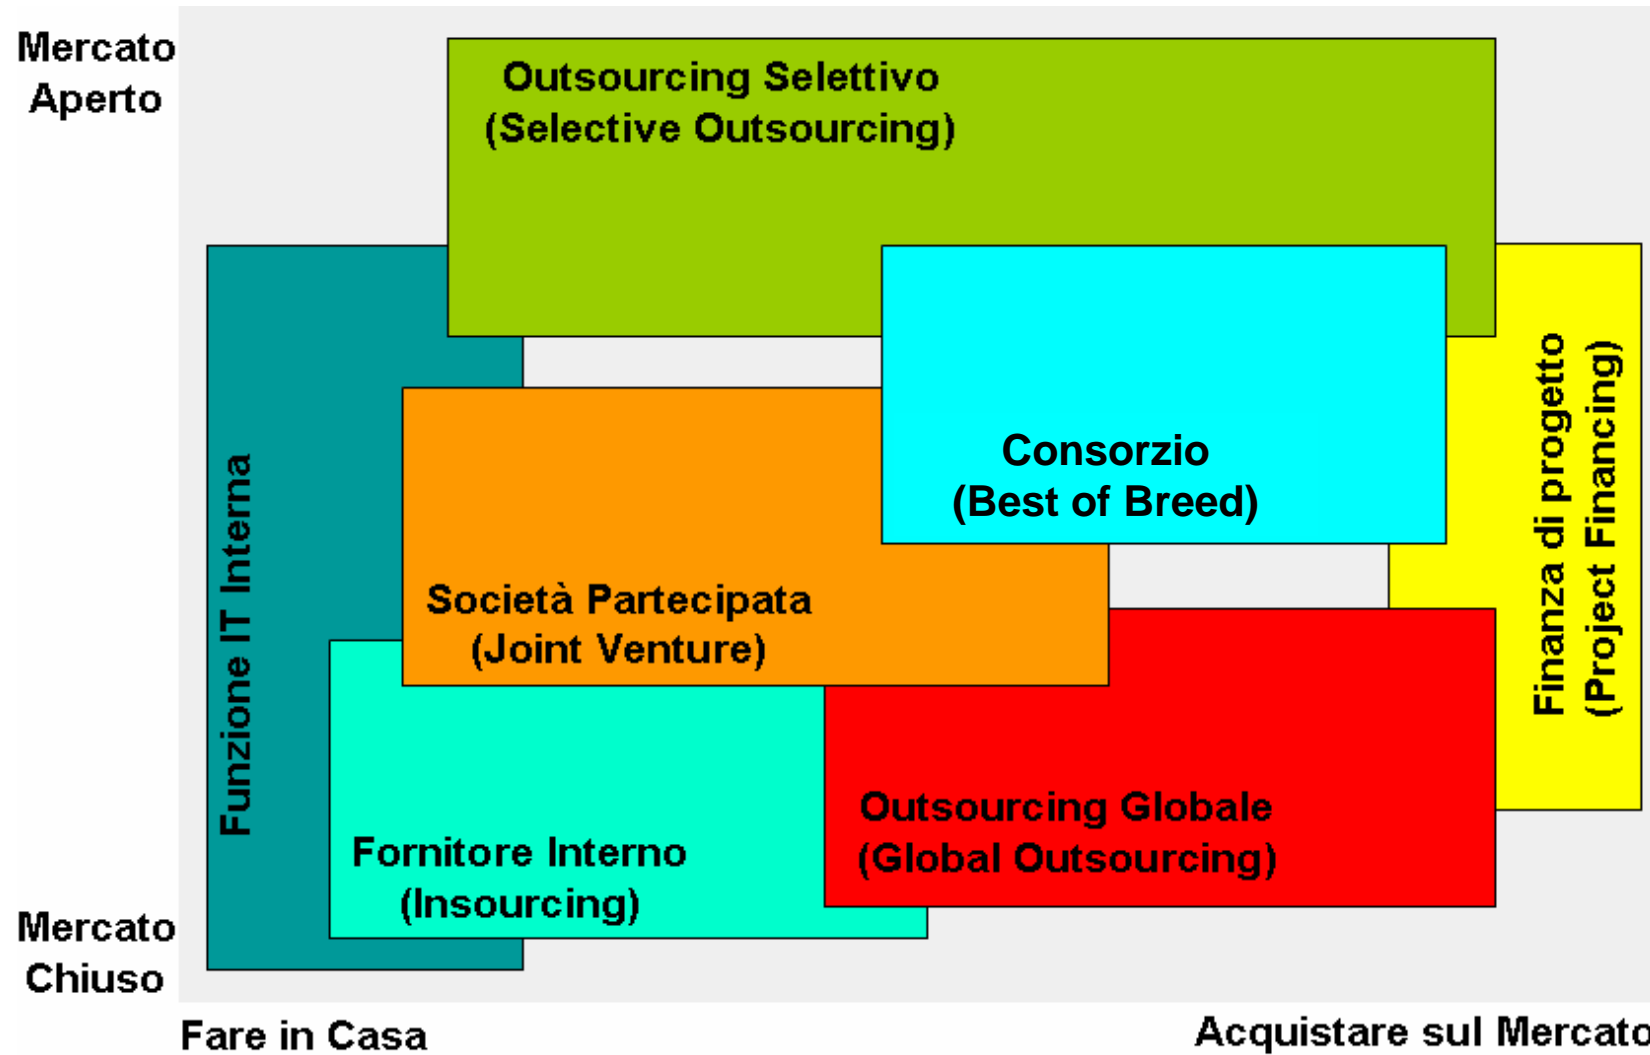 Mercato
Aperto
Outsourcing Selettivo
(Selective Outsourcing)
Funzione IT Interna
Consorzio
(Best of Breed)
Finanza di progetto
(Project Financing)
Società Partecipata
(Joint Venture)
Outsourcing Globale
(Global Outsourcing)
Fornitore Interno
(Insourcing)
Mercato
Chiuso
Fare in Casa
Acquistare sul Mercato